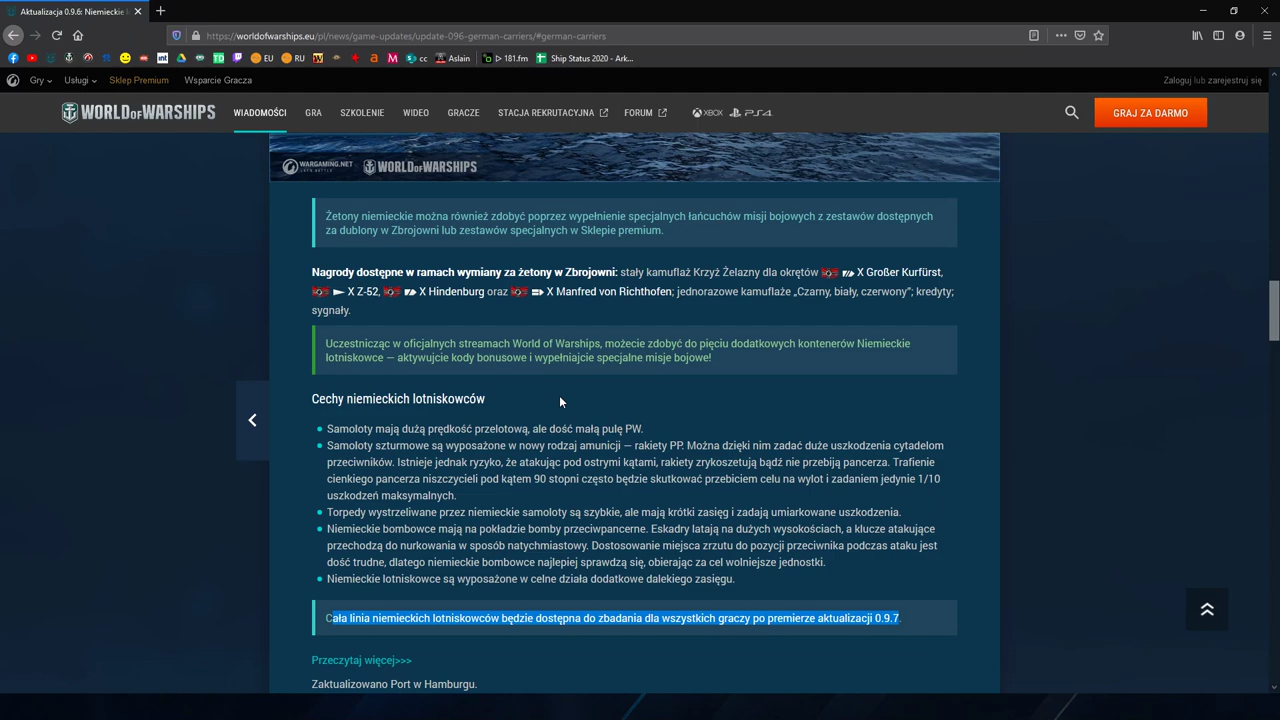 Aktualizacja 0.9.6: Niemieckie l
https://worldofwarships.eu/pl/news/game-updates/update-096-german-carriers/#german-carriers
EU
RU
cc
Aslain
181.fm
Ship Status 2020 - Ark...
Gry
Usługi
Sklep Premium
Wsparcie Gracza
Zaloguj lub zarejestruj się
WORLD OF WARSHIPS
WIADOMOŚCI
GRA
SZKOLENIE
WIDEO
GRACZE
STACJA REKRUTACYJNA
FORUM
XBOX
PS4
GRAJ ZA DARMO
WARGAMING.NET
LET'S BATTLE
WORLD OF WARSHIPS
Żetony niemieckie można również zdobyć poprzez wypełnienie specjalnych łańcuchów misji bojowych z zestawów dostępnych
za dublony w Zbrojowni lub zestawów specjalnych w Sklepie premium.
Nagrody dostępne w ramach wymiany za żetony w Zbrojowni: stały kamuflaż Krzyż Żelazny dla okrętów X Großer Kurfürst,
X Z-52, X Hindenburg oraz X Manfred von Richthofen; jednorazowe kamuflaże „Czarny, biały, czerwony”; kredyty;
sygnały.
Uczestnicząc w oficjalnych streamach World of Warships, możecie zdobyć do pięciu dodatkowych kontenerów Niemieckie
lotniskowce — aktywujcie kody bonusowe i wypełniajcie specjalne misje bojowe!
Cechy niemieckich lotniskowców
Samoloty mają dużą prędkość przelotową, ale dość małą pulę PW.
Samoloty szturmowe są wyposażone w nowy rodzaj amunicji — rakiety PP. Można dzięki nim zadać duże uszkodzenia cytadelom
przeciwników. Istnieje jednak ryzyko, że atakując pod ostrymi kątami, rakiety zrykoszetują bądź nie przebiją pancerza. Trafienie
cienkiego pancerza niszczycieli pod kątem 90 stopni często będzie skutkować przebiciem celu na wylot i zadaniem jedynie 1/10
uszkodzeń maksymalnych.
Torpedy wystrzeliwane przez niemieckie samoloty są szybkie, ale mają krótki zasięg i zadają umiarkowane uszkodzenia.
Niemieckie bombowce mają na pokładzie bomby przeciwpancerne. Eskadry latają na dużych wysokościach, a klucze atakujące
przechodzą do nurkowania w sposób natychmiastowy. Dostosowanie miejsca zrzutu do pozycji przeciwnika podczas ataku jest
dość trudne, dlatego niemieckie bombowce najlepiej sprawdzą się, obierając za cel wolniejsze jednostki.
Niemieckie lotniskowce są wyposażone w celne działa dodatkowe dalekiego zasięgu.
Cała linia niemieckich lotniskowców będzie dostępna do zbadania dla wszystkich graczy po premierze aktualizacji 0.9.7.
Przeczytaj więcej>>>
Zaktualizowano Port w Hamburgu.